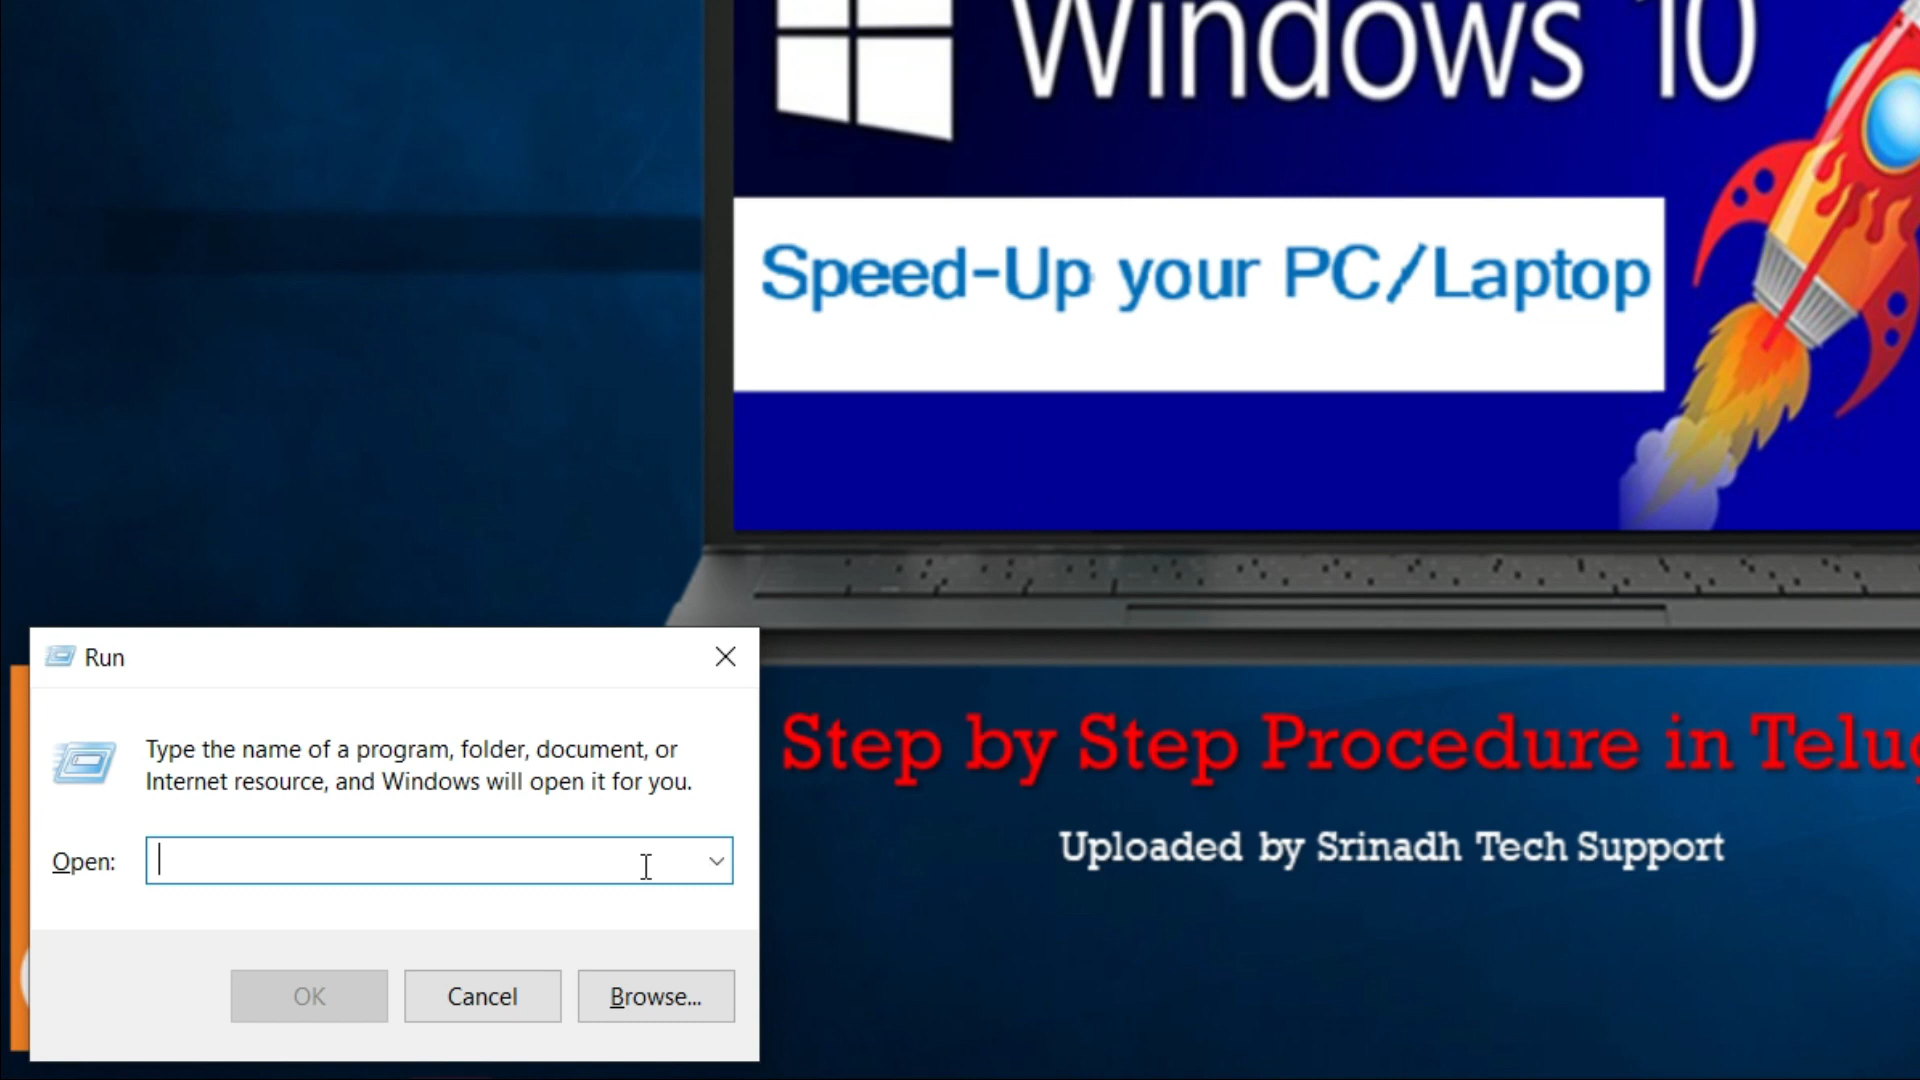 Windows 10
Speed-Up your PC/Laptop
Run
Type the name of a program, folder, document, or
Internet resource, and Windows will open it for you.
Open:
OK
Cancel
Browse...
Step by Step Procedure in
Uploaded by Srinadh Tech Support